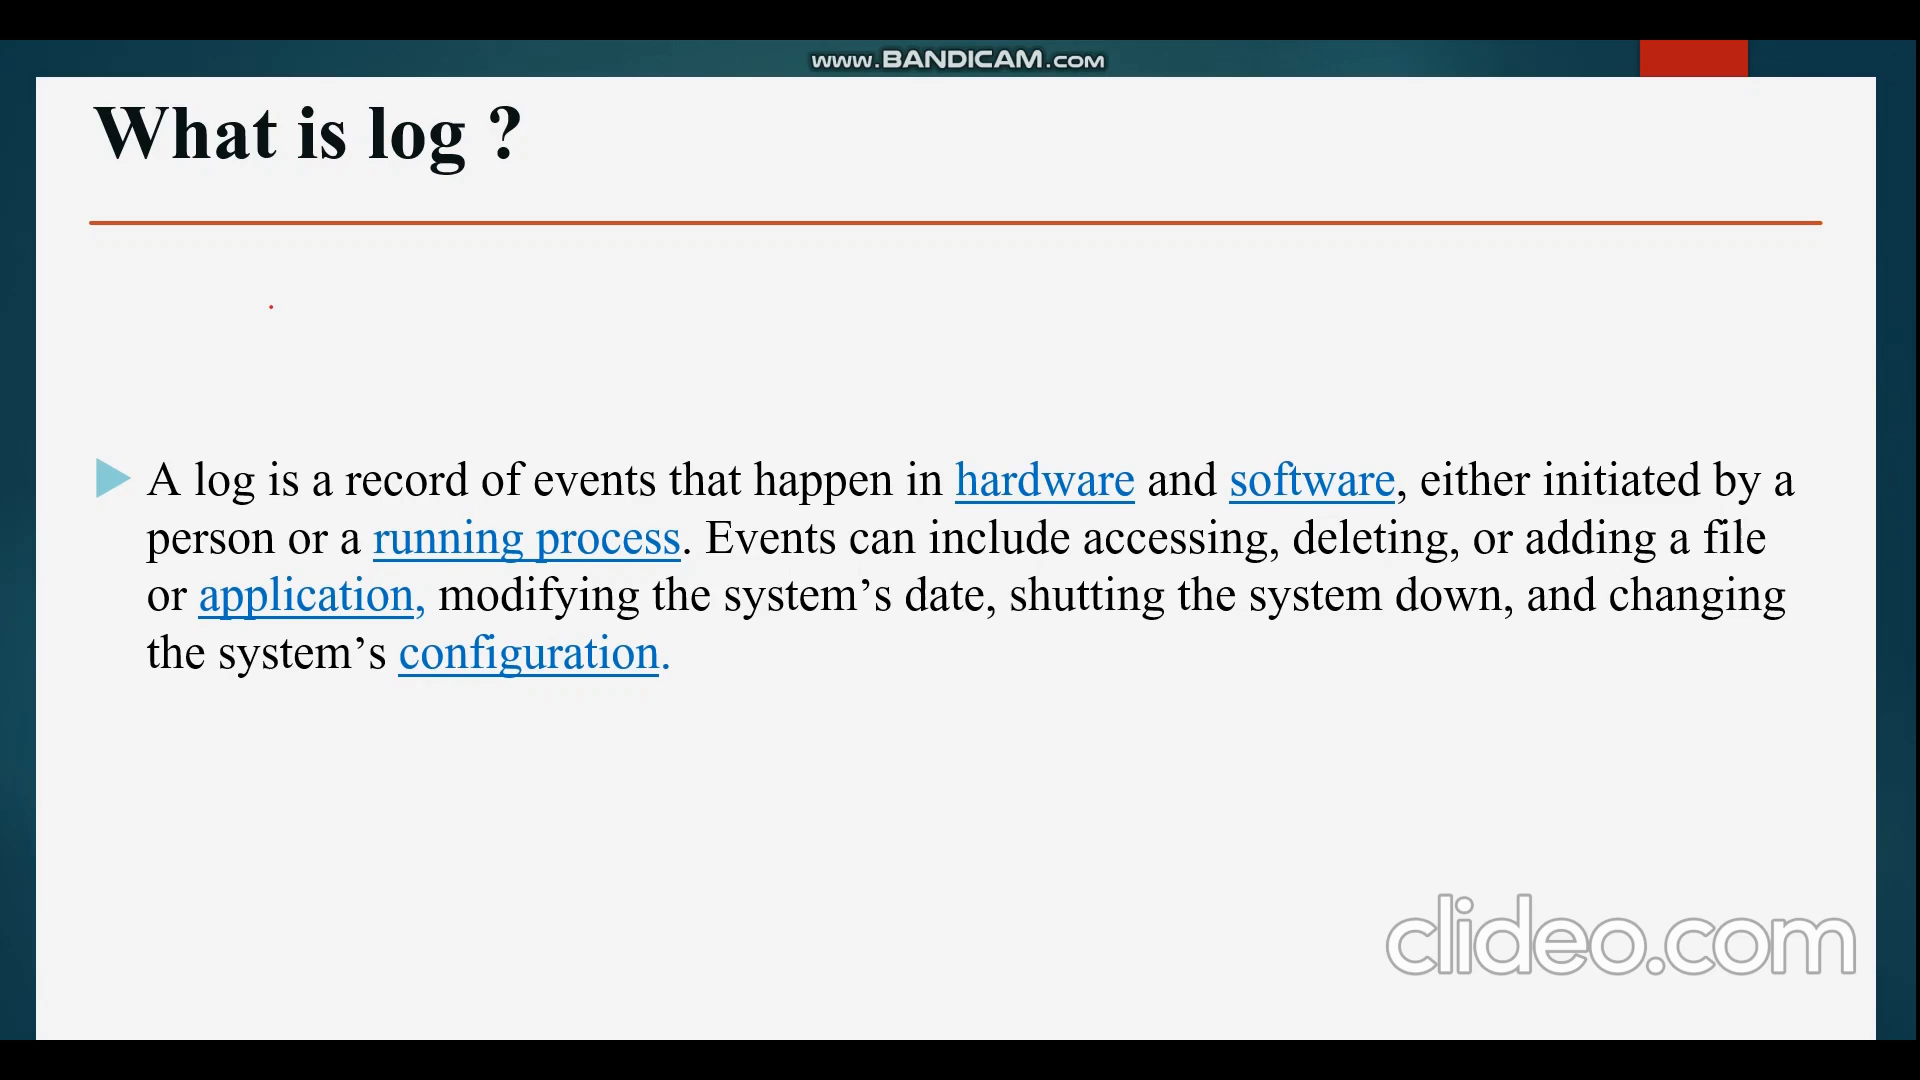 www.BANDICAM.com
What is log ?
A log is a record of events that happen in hardware and software, either initiated by a
person or a running process. Events can include accessing, deleting, or adding a file
or application, modifying the system’s date, shutting the system down, and changing
the system’s configuration.
clideo.com